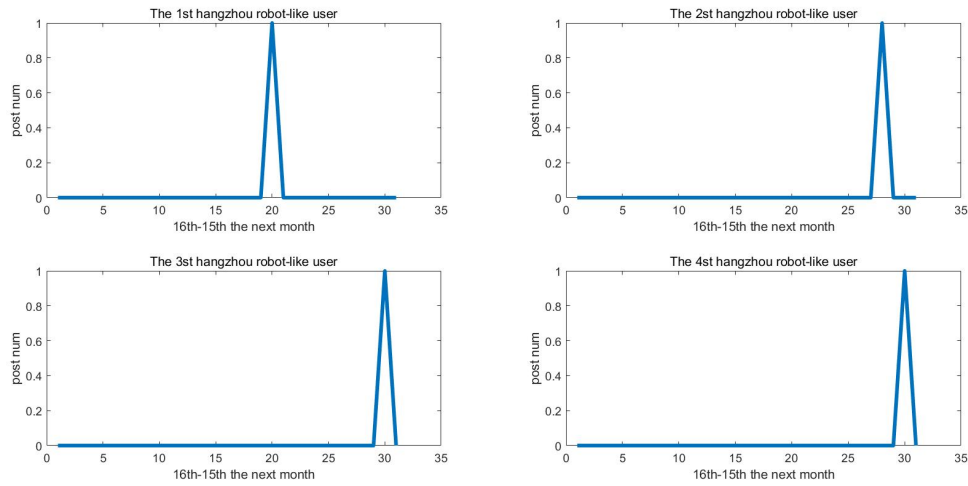 The 1st hangzhou robot-like user
1
0.8
0.6
0.4
0.2
0
post num
0 5 10 15 20 25 30 35
16th-15th the next month
The 2st hangzhou robot-like user
1
0.8
0.6
0.4
0.2
0
post num
0 5 10 15 20 25 30 35
16th-15th the next month
The 3st hangzhou robot-like user
1
0.8
0.6
0.4
0.2
0
post num
0 5 10 15 20 25 30 35
16th-15th the next month
The 4st hangzhou robot-like user
1
0.8
0.6
0.4
0.2
0
post num
0 5 10 15 20 25 30 35
16th-15th the next month